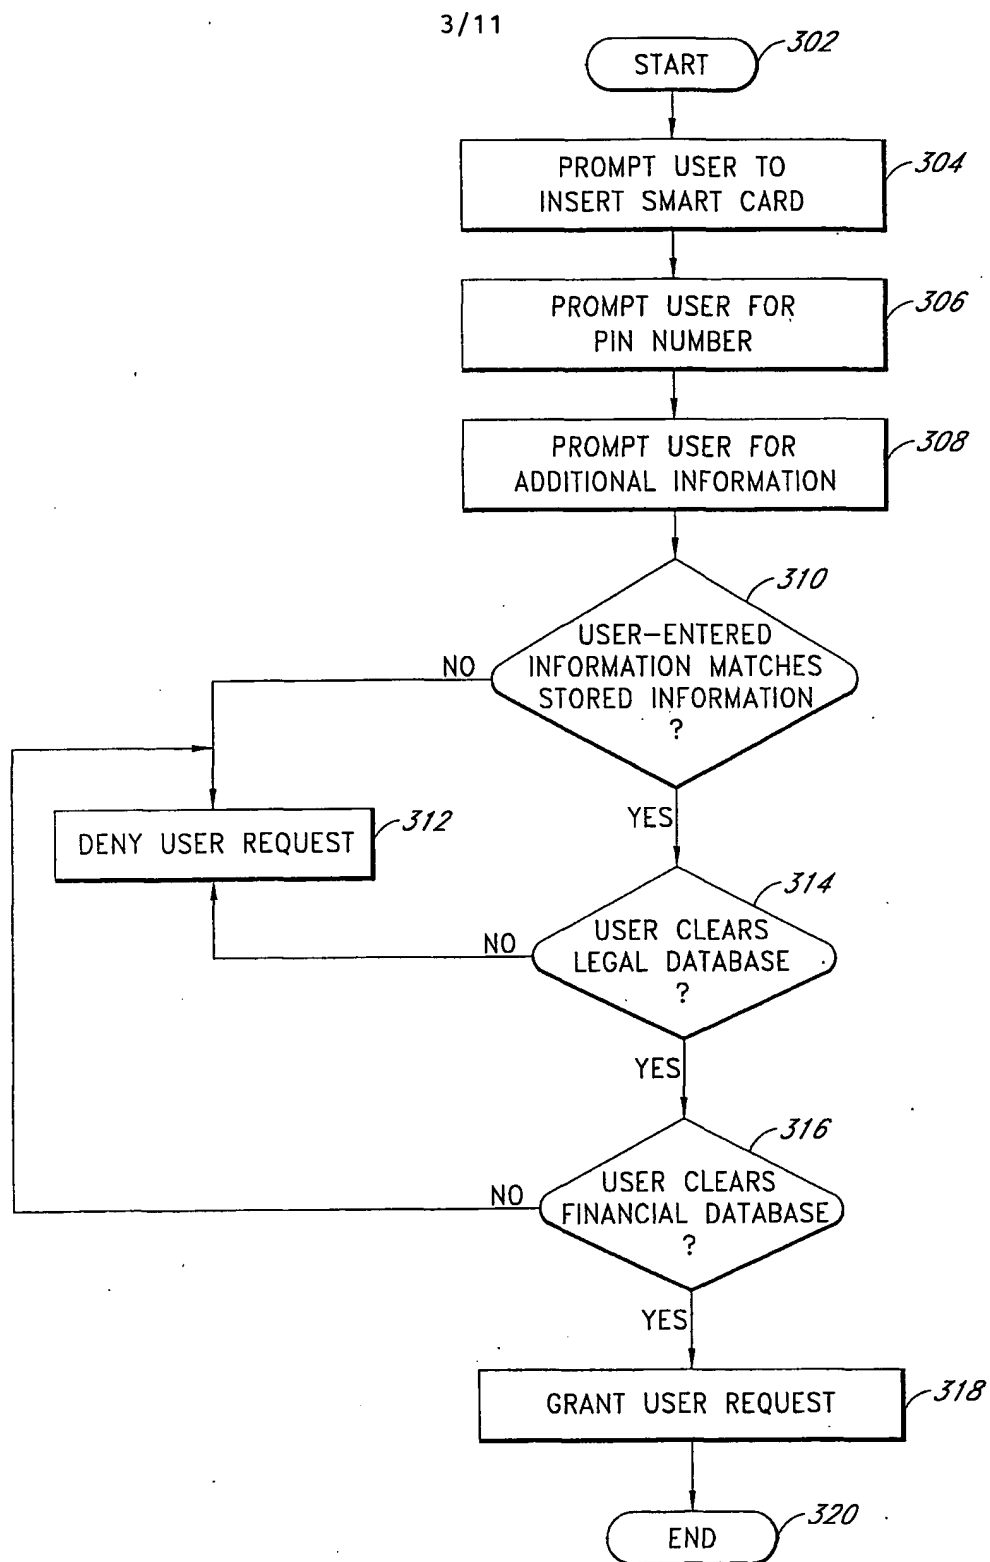 3/11
START
302
PROMPT USER TO
INSERT SMART CARD
304
PROMPT USER FOR
PIN NUMBER
306
PROMPT USER FOR
ADDITIONAL INFORMATION
308
310
USER-ENTERED
INFORMATION MATCHES
STORED INFORMATION
?
NO
YES
DENY USER REQUEST
312
314
USER CLEARS
LEGAL DATABASE
?
NO
YES
316
USER CLEARS
FINANCIAL DATABASE
?
NO
YES
GRANT USER REQUEST
318
END
320